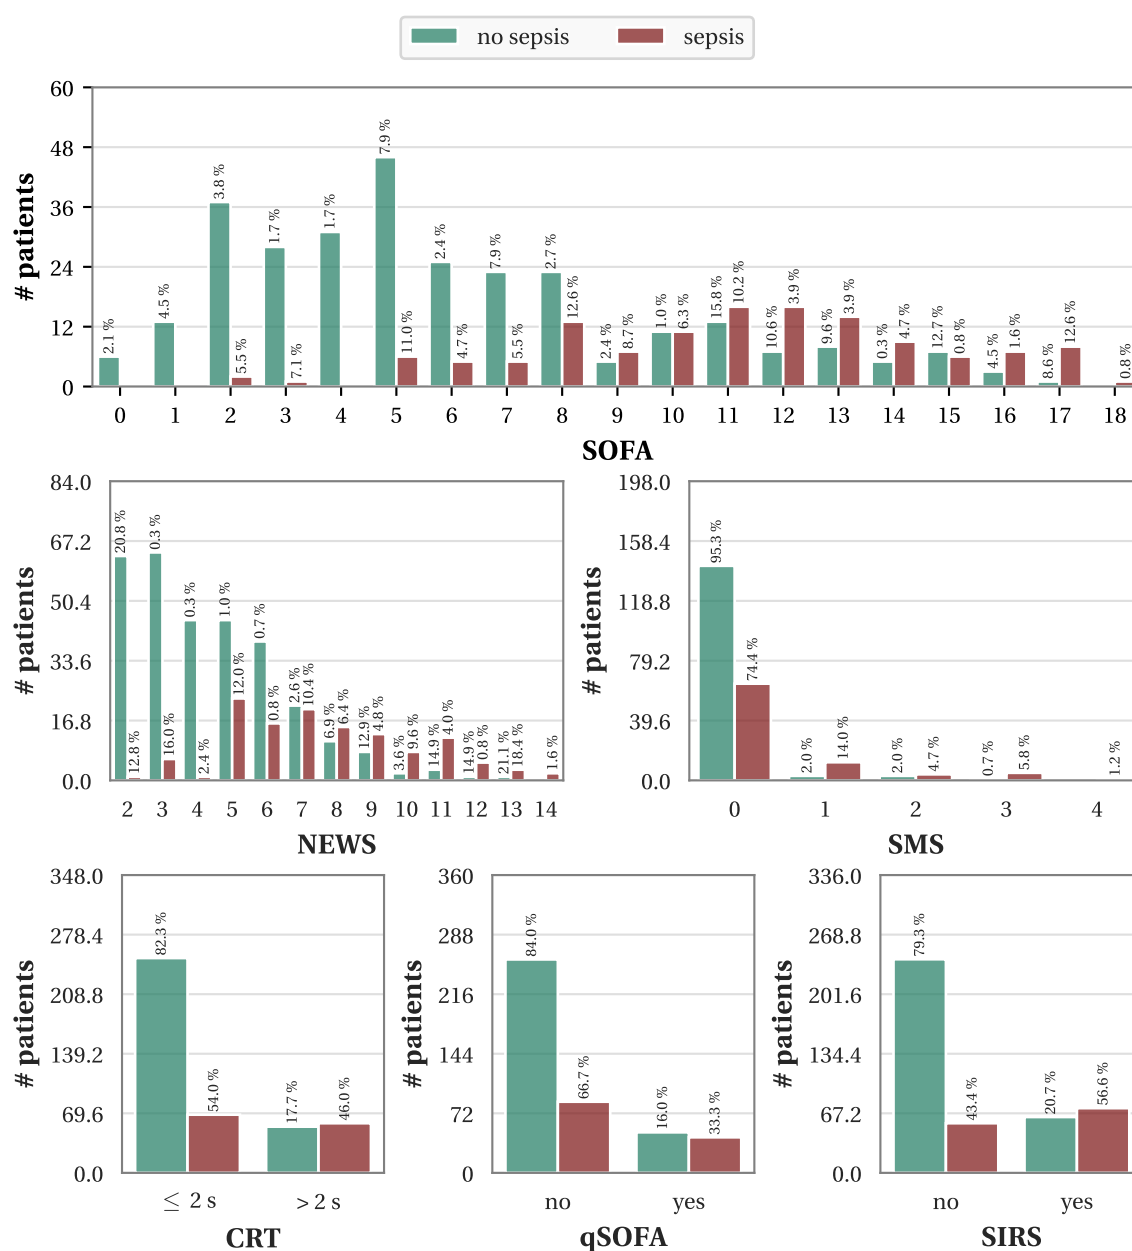 no sepsis sepsis
60
48
36
24
12
0
# patients
2.1 % 4.5 % 3.8 % 5.5 % 1.7 % 7.1 % 1.7 % 7.9 % 11.0 % 2.4 % 4.7 % 7.9 % 5.5 % 2.7 % 12.6 % 2.4 % 8.7 % 1.0 % 6.3 % 15.8 % 10.2 % 10.6 % 3.9 % 9.6 % 3.9 % 0.3 % 4.7 % 12.7 % 0.8 % 4.5 % 1.6 % 8.6 % 12.6 % 0.8 %
0 1 2 3 4 5 6 7 8 9 10 11 12 13 14 15 16 17 18
SOFA
84.0
67.2
50.4
33.6
16.8
0.0
# patients
20.8 % 12.8 % 0.3 % 16.0 % 0.3 % 2.4 % 1.0 % 12.0 % 0.7 % 0.8 % 2.6 % 10.4 % 6.9 % 6.4 % 12.9 % 4.8 % 3.6 % 9.6 % 14.9 % 4.0 % 14.9 % 0.8 % 21.1 % 18.4 % 1.6 %
2 3 4 5 6 7 8 9 10 11 12 13 14
NEWS
198.0
158.4
118.8
79.2
39.6
0.0
# patients
95.3 % 74.4 % 2.0 % 14.0 % 2.0 % 4.7 % 0.7 % 5.8 % 1.2 %
0 1 2 3 4
SMS
348.0
278.4
208.8
139.2
69.6
0.0
# patients
82.3 % 54.0 % 17.7 % 46.0 %
≤ 2 s > 2 s
CRT
360
288
216
144
72
0
# patients
84.0 % 66.7 % 16.0 % 33.3 %
no yes
qSOFA
336.0
268.8
201.6
134.4
67.2
0.0
# patients
79.3 % 43.4 % 20.7 % 56.6 %
no yes
SIRS